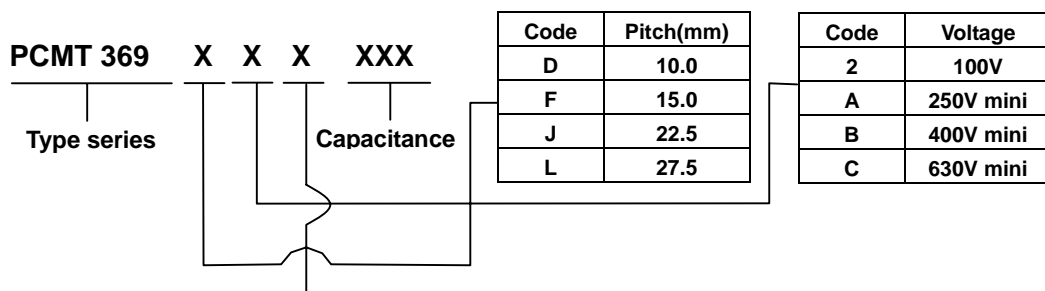 PCMT 369 X X X XXX
Type series
Capacitance
Code Pitch(mm)
D 10.0
F 15.0
J 22.5
L 27.5
Code Voltage
2 100V
A 250V mini
B 400V mini
C 630V mini